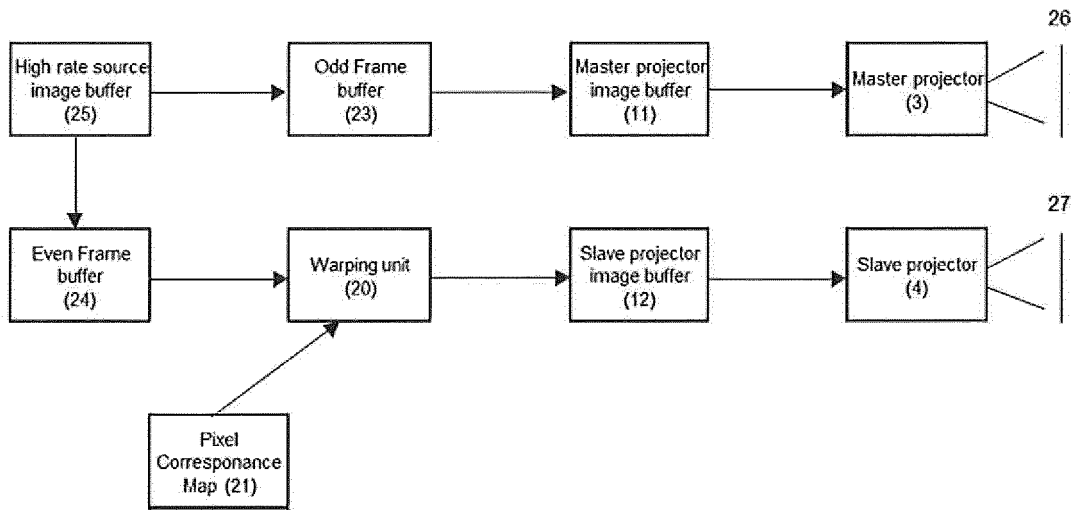 26
High rate source
image buffer
(25)
Odd Frame
buffer
(23)
Master projector
image buffer
(11)
Master projector
(3)
27
Even Frame
buffer
(24)
Warping unit
(20)
Slave projector
image buffer
(12)
Slave projector
(4)
Pixel
Corresponance
Map (21)